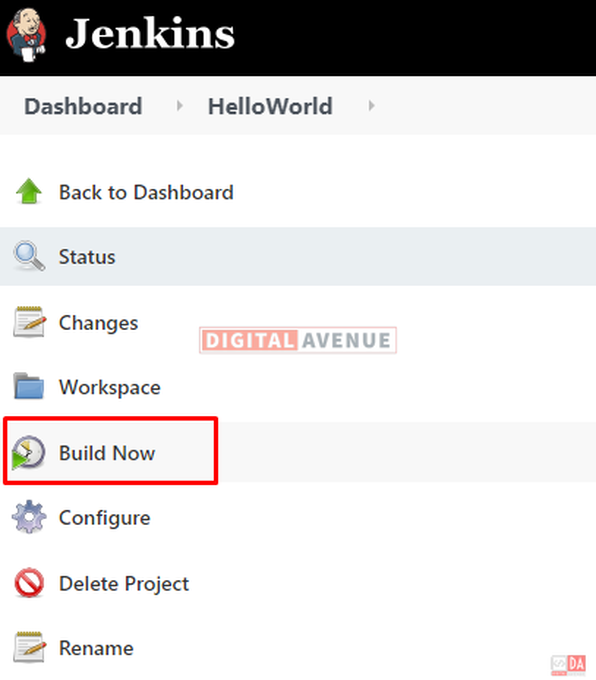 Jenkins
Dashboard HelloWorld
Back to Dashboard
Status
Changes
DIGITAL AVENUE
Workspace
Build Now
Configure
Delete Project
Rename
DA